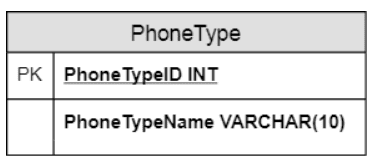 PhoneType
PK PhoneTypeID INT
PhoneTypeName VARCHAR(10)